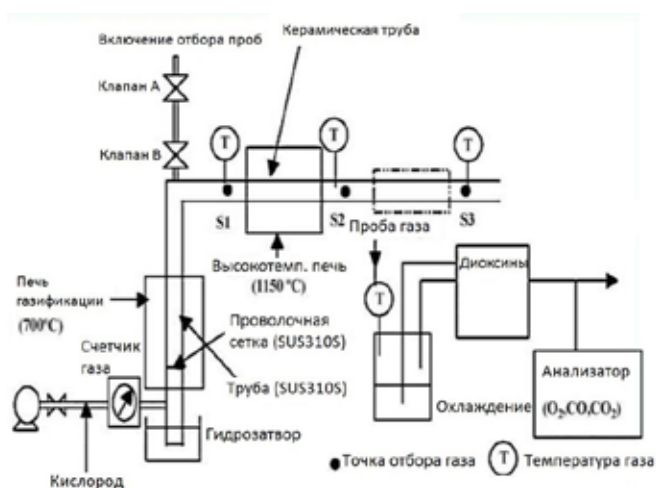 Включение отбора проб
Керамическая труба
Клапан А
Клапан В
T
T
T
S1
S2
S3
Проба газа
Высокотемп. печь
(1150 °C)
Диоксины
Печь
газификации
(700°C)
T
Проволочная
сетка (SUS310S)
Счетчик
газа
Труба (SUS310S)
Анализатор
(O₂,CO,CO₂)
Охлаждение
Гидрозатвор
Точка отбора газа
T
Температура газа
Кислород